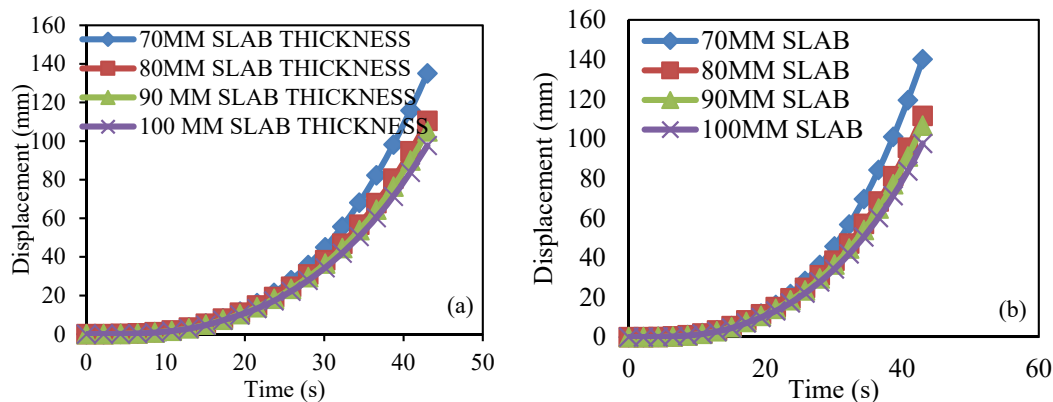 160
140
120
100
80
60
40
20
0
Displacement (mm)
70MM SLAB THICKNESS
80MM SLAB THICKNESS
90 MM SLAB THICKNESS
100 MM SLAB THICKNESS
(a)
0 10 20 30 40 50
Time (s)
160
140
120
100
80
60
40
20
0
Displacement (mm)
70MM SLAB
80MM SLAB
90MM SLAB
100MM SLAB
(b)
0 20 40 60
Time (s)